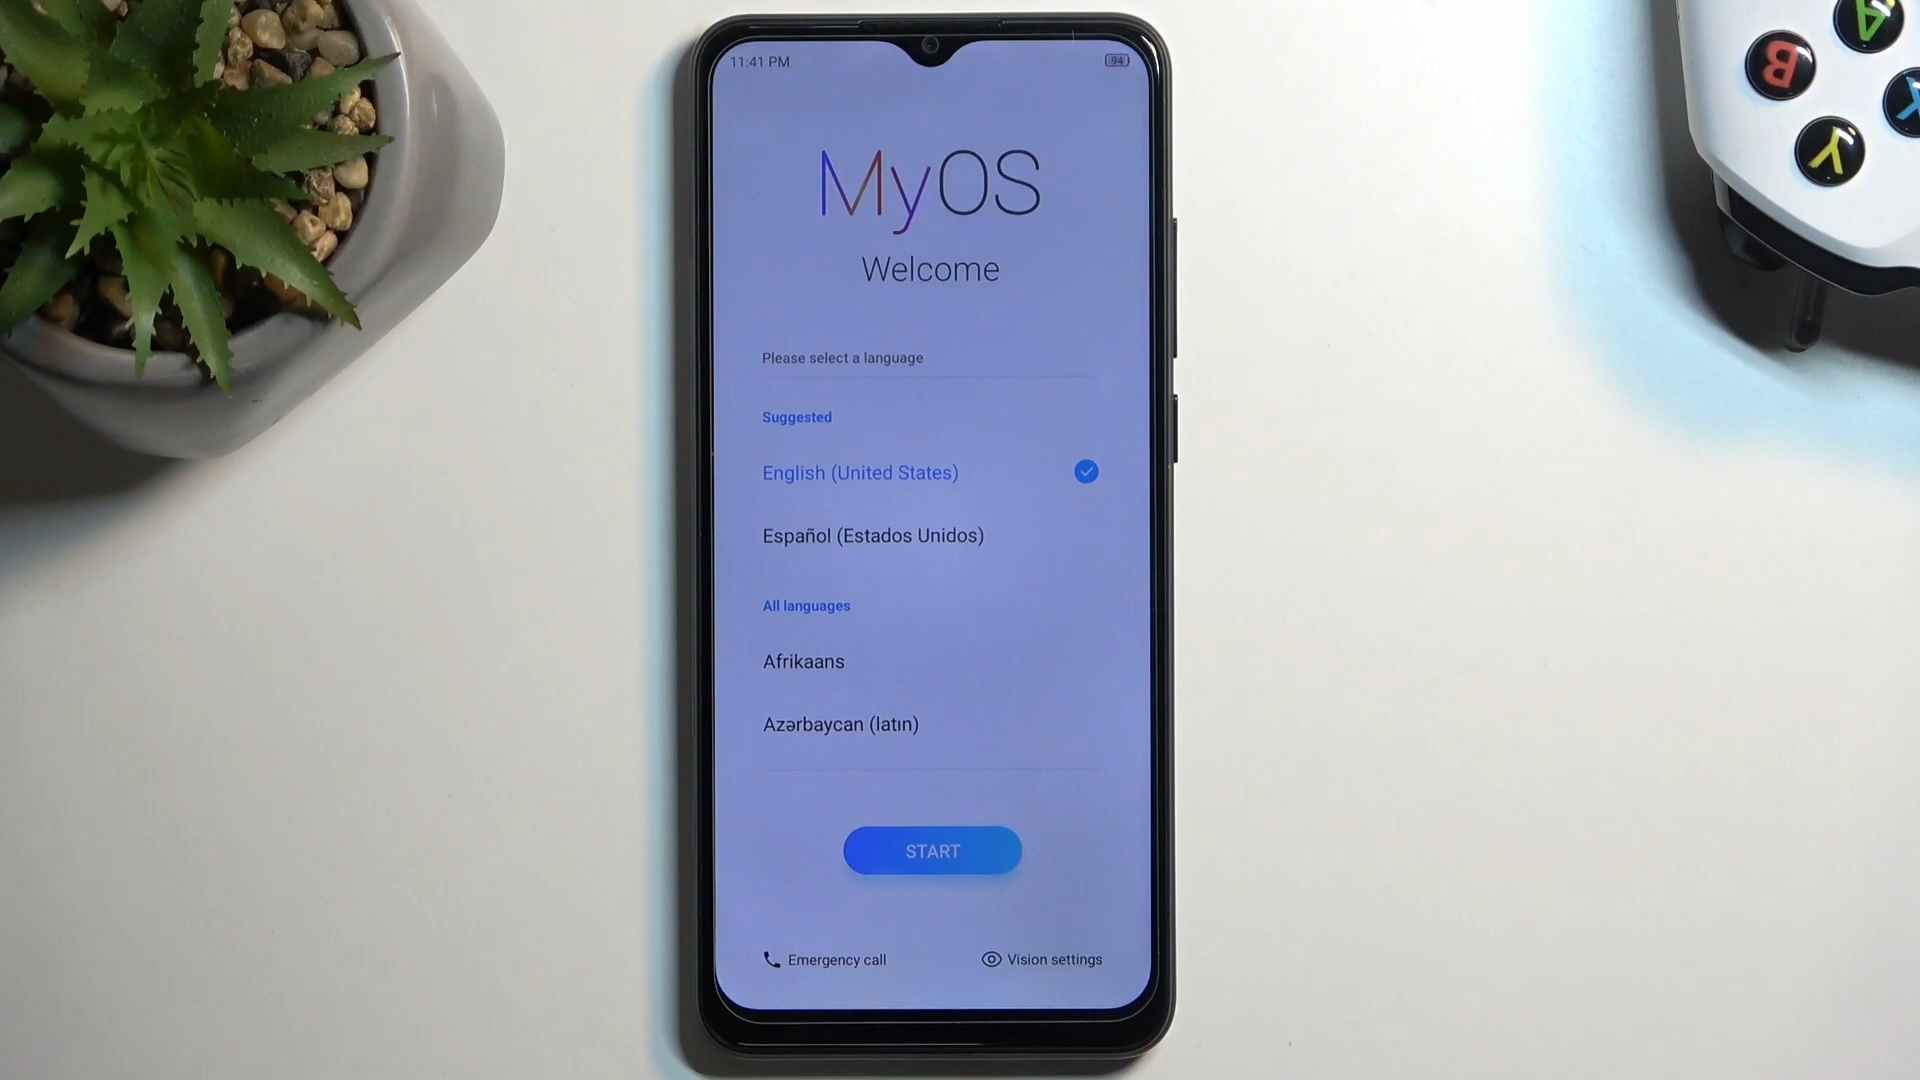 11:41 PM
94
MyOS
Welcome
Please select a language
Suggested
English (United States)
Español (Estados Unidos)
All languages
Afrikaans
Azərbaycan (latın)
START
Emergency call
Vision settings
A
B
X
Y